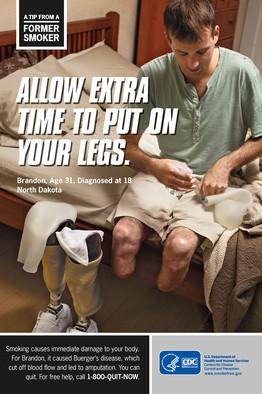 A TIP FROM A
FORMER
SMOKER
ALLOW EXTRA
TIME TO PUT ON
YOUR LEGS.
Brandon, Age 31, Diagnosed at 18
North Dakota
Smoking causes immediate damage to your body.
For Brandon, it caused Buerger's disease, which
cut off blood flow and led to amputation. You can
quit. For free help, call 1-800-QUIT-NOW.
CDC
U.S. Department of
Health and Human Services
Centers for Disease
Control and Prevention
www.smokefree.gov